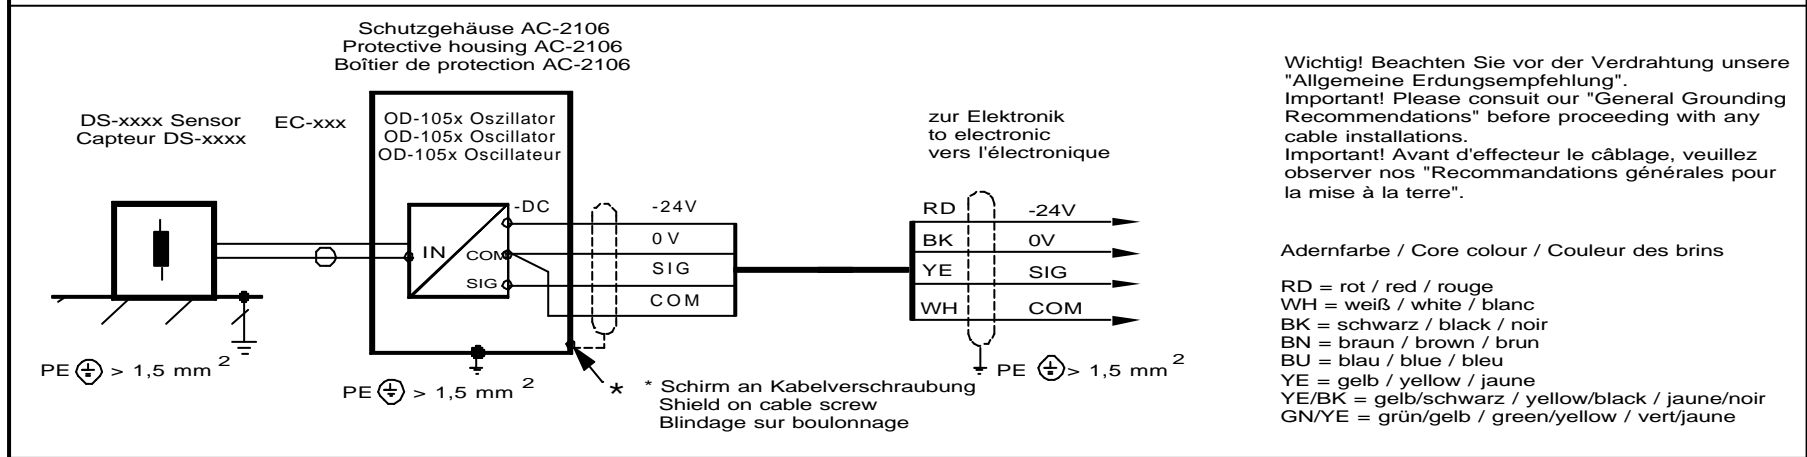 Schutzgehäuse AC-2106
Protective housing AC-2106
Boîtier de protection AC-2106
DS-xxxx Sensor
Capteur DS-xxxx
EC-xxx
OD-105x Oszillator
OD-105x Oscillator
OD-105x Oscillateur
-DC
IN
COM
SIG
-24V
0V
SIG
COM
zur Elektronik
to electronic
vers l'électronique
RD
BK
YE
WH
-24V
0V
SIG
COM
PE > 1,5 mm 2
PE > 1,5 mm 2
PE > 1,5 mm 2
*
* Schirm an Kabelverschraubung
Shield on cable screw
Blindage sur boulonnage
Wichtig! Beachten Sie vor der Verdrahtung unsere
"Allgemeine Erdungsempfehlung".
Important! Please consuit our "General Grounding
Recommendations" before proceeding with any
cable installations.
Important! Avant d'effecteur le câblage, veuillez
observer nos "Recommandations générales pour
la mise à la terre".
Adernfarbe / Core colour / Couleur des brins
RD = rot / red / rouge
WH = weiß / white / blanc
BK = schwarz / black / noir
BN = braun / brown / brun
BU = blau / blue / bleu
YE = gelb / yellow / jaune
YE/BK = gelb/schwarz / yellow/black / jaune/noir
GN/YE = grün/gelb / green/yellow / vert/jaune